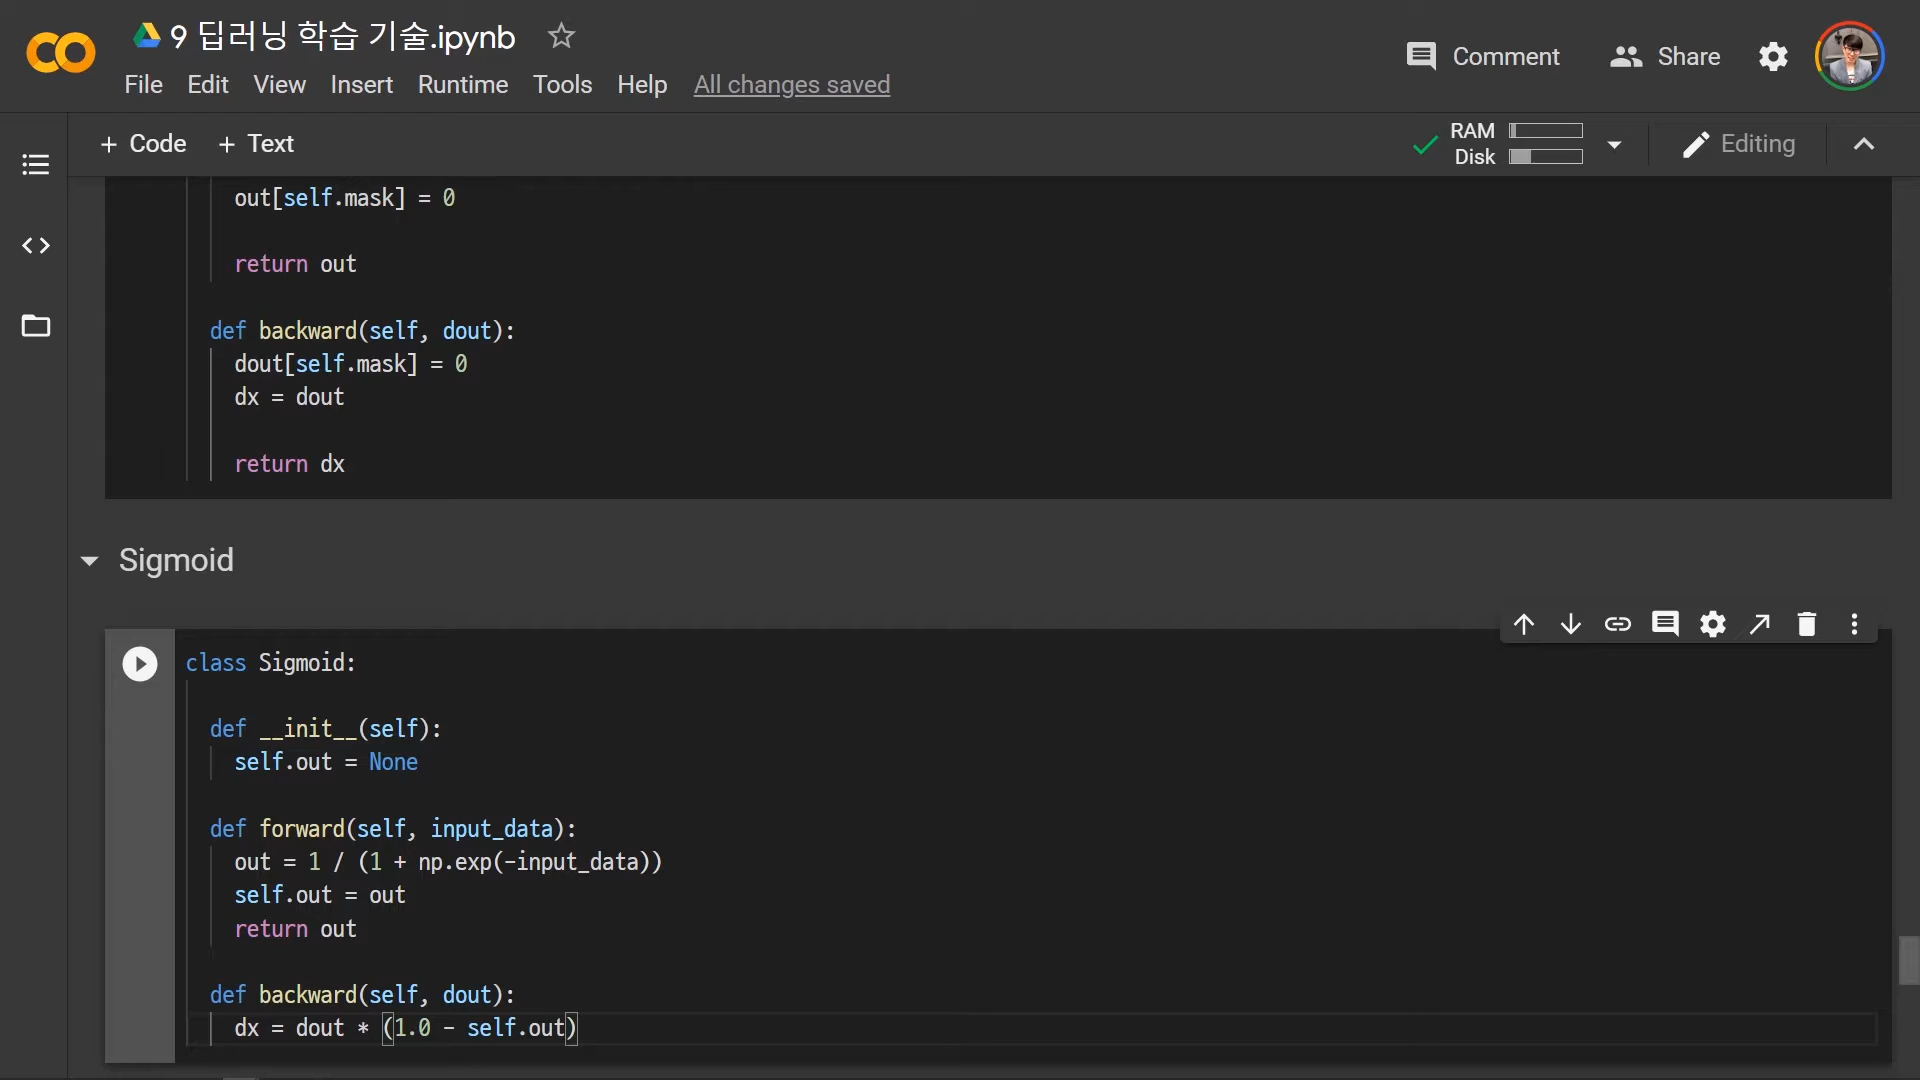 9 딥러닝 학습 기술.ipynb
Comment
Share
File Edit View Insert Runtime Tools Help All changes saved
+ Code + Text
RAM
Disk
Editing
out[self.mask] = 0
return out
def backward(self, dout):
dout[self.mask] = 0
dx = dout
return dx
Sigmoid
class Sigmoid:
def __init__(self):
self.out = None
def forward(self, input_data):
out = 1 / (1 + np.exp(-input_data))
self.out = out
return out
def backward(self, dout):
dx = dout * (1.0 - self.out)